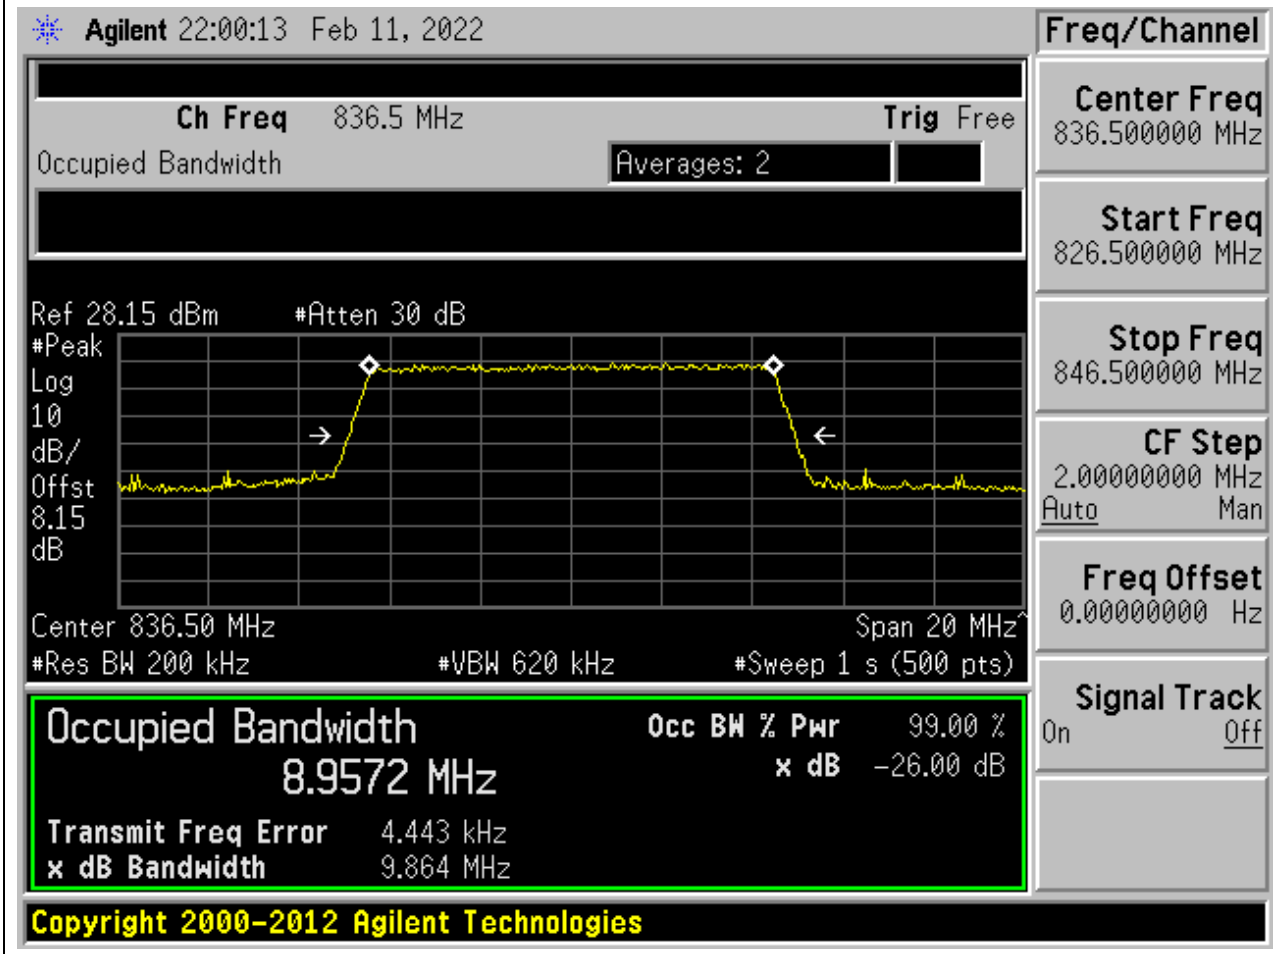 Agilent 22:00:13 Feb 11, 2022
Freq/Channel
Ch Freq 836.5 MHz Trig Free
Occupied Bandwidth Averages: 2
Center Freq
836.500000 MHz
Start Freq
826.500000 MHz
Stop Freq
846.500000 MHz
CF Step
2.00000000 MHz
Auto Man
Freq Offset
0.00000000 Hz
Signal Track
On Off
Ref 28.15 dBm #Atten 30 dB
#Peak
Log
10
dB/
Offst
8.15
dB
Center 836.50 MHz Span 20 MHz^
#Res BW 200 kHz #VBW 620 kHz #Sweep 1 s (500 pts)
Occupied Bandwidth
8.9572 MHz
Occ BW % Pwr 99.00 %
x dB -26.00 dB
Transmit Freq Error 4.443 kHz
x dB Bandwidth 9.864 MHz
Copyright 2000-2012 Agilent Technologies